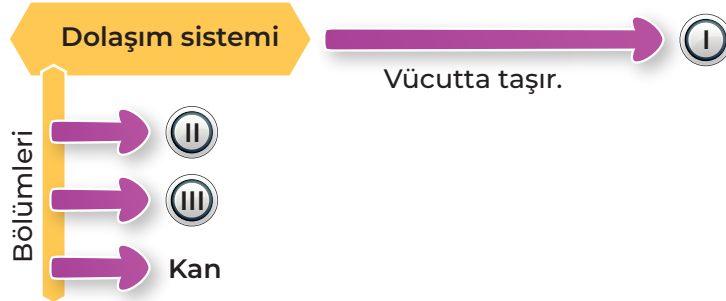 Dolaşım sistemi
I
Vücutta taşır.
Bölümleri
II
III
Kan